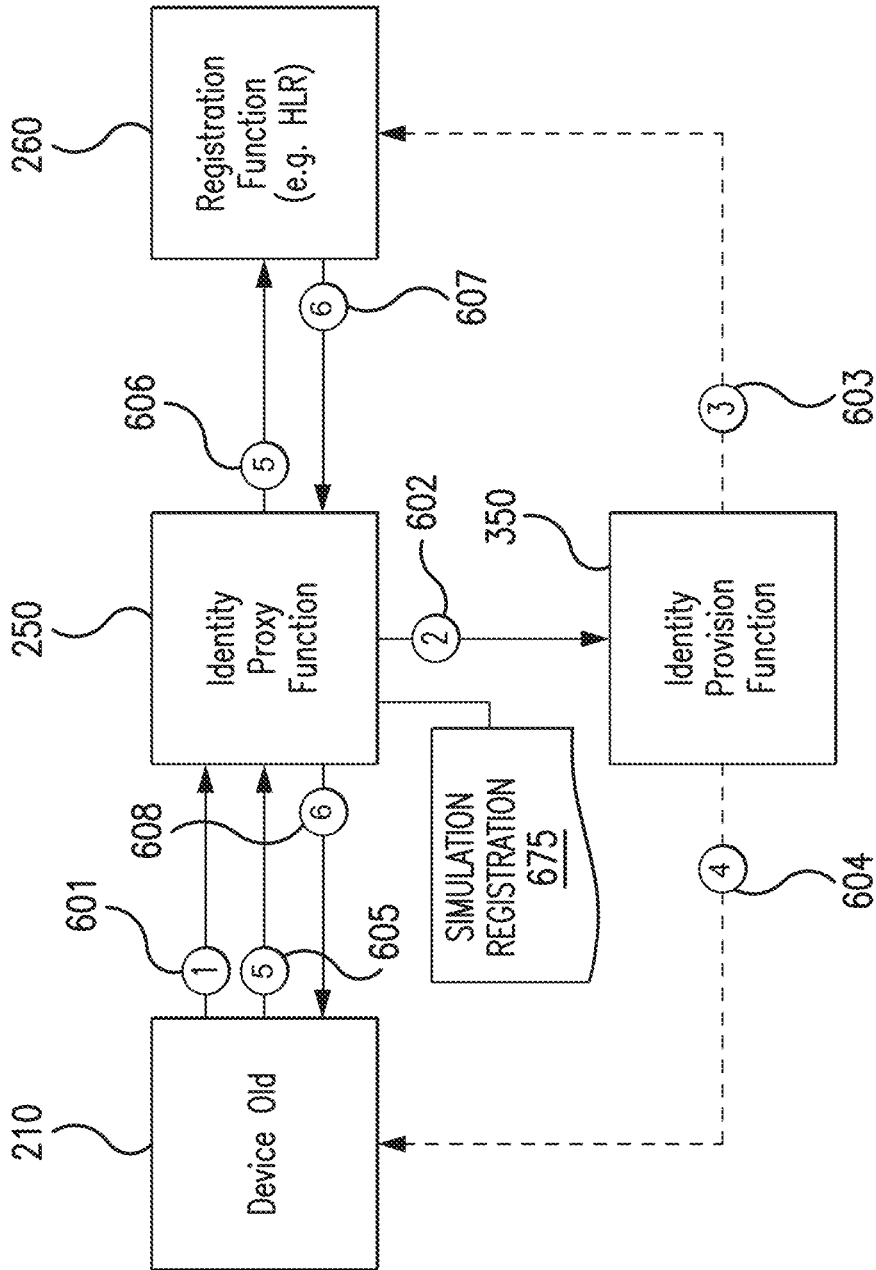 210
Device Old
601
1
5
605
608
6
250
Identity
Proxy
Function
606
5
6
607
260
Registration
Function
(e.g. HLR)
SIMULATION
REGISTRATION
675
2
602
350
Identity
Provision
Function
4
604
3
603